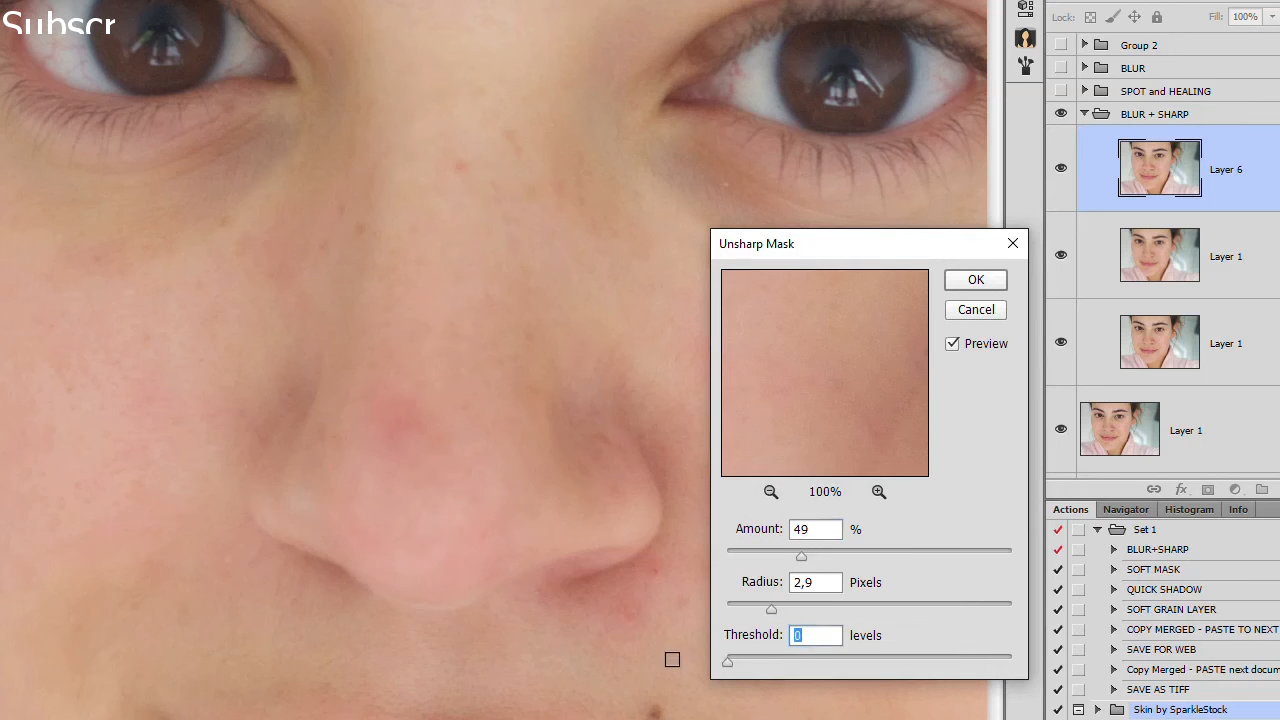 Subscr
Lock:
Fill: 100%
Group 2
BLUR
SPOT and HEALING
BLUR + SHARP
Layer 6
Layer 1
Layer 1
Layer 1
Unsharp Mask
OK
Cancel
Preview
100%
Amount: 49 %
Radius: 2,9 Pixels
Threshold: 0 levels
fx
Actions Navigator Histogram Info
Set 1
BLUR+SHARP
SOFT MASK
QUICK SHADOW
SOFT GRAIN LAYER
COPY MERGED - PASTE TO NEXT
SAVE FOR WEB
Copy Merged - PASTE next docum
SAVE AS TIFF
Skin by SparkleStock